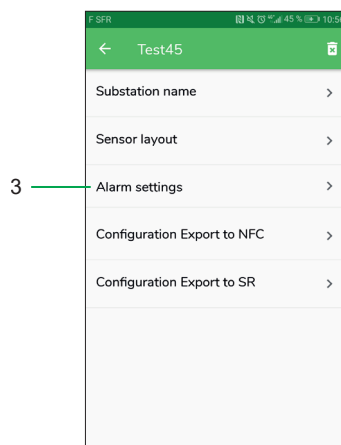 F SFR 45 % 10:56
Test45
Substation name
Sensor layout
3
Alarm settings
Configuration Export to NFC
Configuration Export to SR